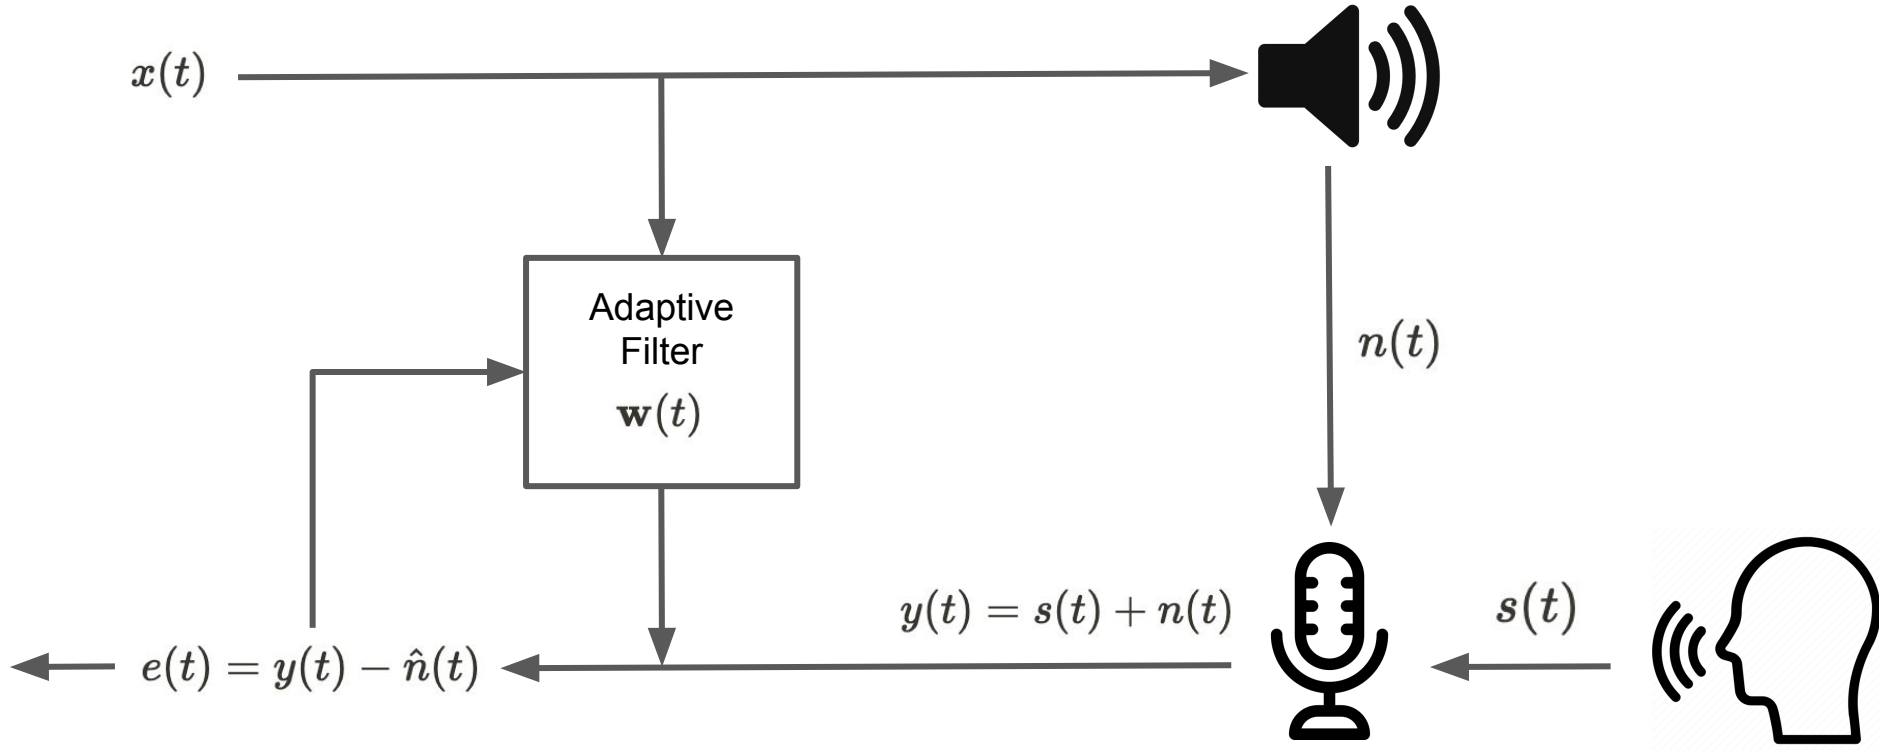 x(t)
Adaptive
Filter
w(t)
n(t)
y(t) = s(t) + n(t)
s(t)
e(t) = y(t) − n̂(t)